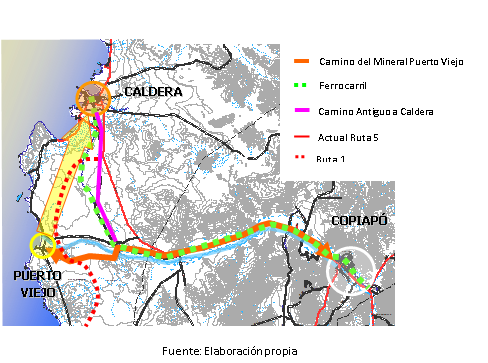 CALDERA
Camino del Mineral Puerto Viejo
Ferrocarril
Camino Antiguo a Caldera
Actual Ruta 5
Ruta 1
COPIAPÓ
PUERTO
VIEJO
Fuente: Elaboración propia